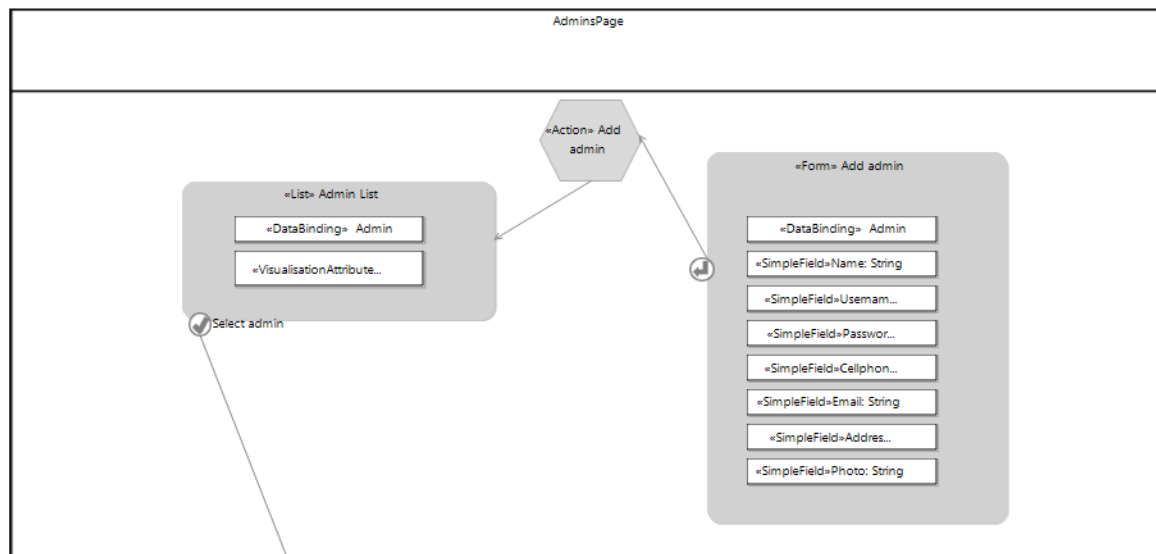 AdminsPage
«Action» Add
admin
«List» Admin List
«DataBinding» Admin
«VisualisationAttribute...
Select admin
«Form» Add admin
«DataBinding» Admin
«SimpleField»Name: String
«SimpleField»Usernam...
«SimpleField»Passwor...
«SimpleField»Cellphon...
«SimpleField»Email: String
«SimpleField»Addres...
«SimpleField»Photo: String